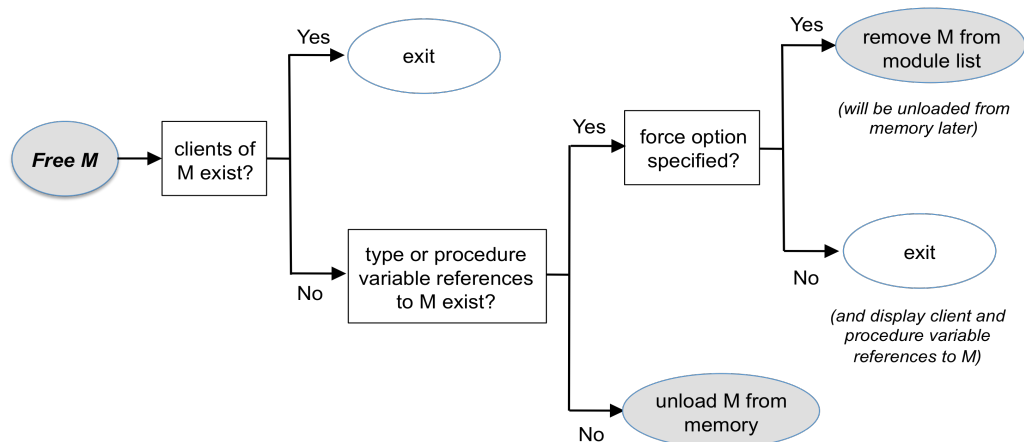 Free M
clients of
M exist?
Yes
exit
No
type or procedure
variable references
to M exist?
Yes
force option
specified?
Yes
remove M from
module list
(will be unloaded from
memory later)
No
exit
(and display client and
procedure variable
references to M)
No
unload M from
memory